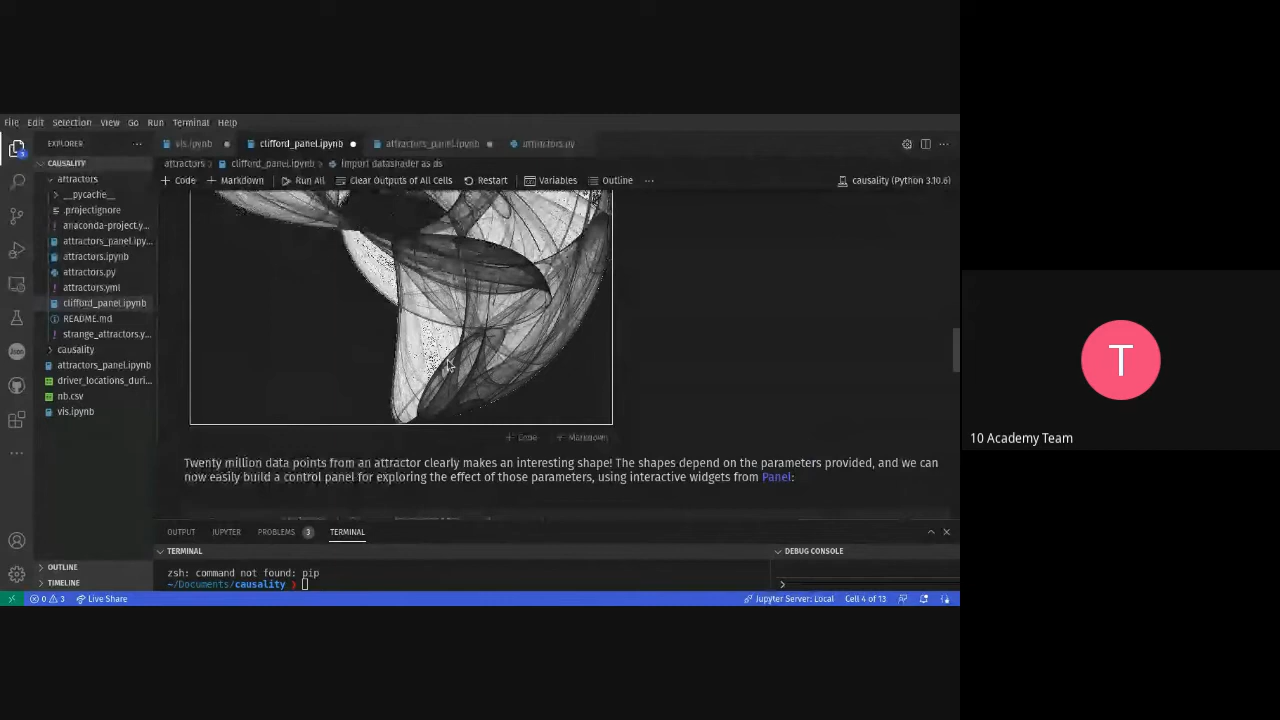 File Edit Selection View Go Run Terminal Help
EXPLORER
vis.ipynb
clifford_panel.ipynb
attractors_panel.ipynb
attractors.py
CAUSALITY
attractors
clifford_panel.ipynb
import datashader as ds
Code
Markdown
Run All
Clear Outputs of All Cells
Restart
Variables
Outline
causality (Python 3.10.6)
attractors
__pycache__
.projectignore
anaconda-project.y...
attractors_panel.ipy...
attractors.ipynb
attractors.py
attractors.yml
clifford_panel.ipynb
README.md
strange_attractors.y...
causality
attractors_panel.ipynb
driver_locations_duri...
nb.csv
vis.ipynb
Code
Markdown
Twenty million data points from an attractor clearly makes an interesting shape! The shapes depend on the parameters provided, and we can
now easily build a control panel for exploring the effect of those parameters, using interactive widgets from Panel:
OUTPUT
JUPYTER
PROBLEMS 3
TERMINAL
TERMINAL
DEBUG CONSOLE
zsh: command not found: pip
~/Documents/causality
OUTLINE
TIMELINE
0 3
Live Share
Jupyter Server: Local
Cell 4 of 13
T
10 Academy Team